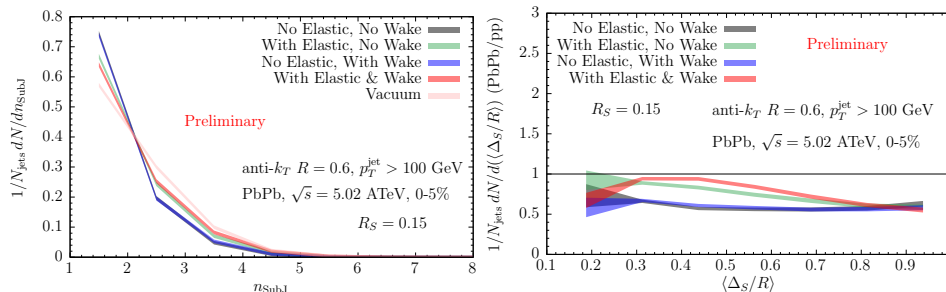 No Elastic, No Wake
With Elastic, No Wake
No Elastic, With Wake
With Elastic & Wake
Vacuum
Preliminary
anti-k_T R = 0.6, p_T^jet > 100 GeV
PbPb, √s = 5.02 ATeV, 0-5%
R_S = 0.15
1/N_jets dN/dn_SubJ
0.8
0.7
0.6
0.5
0.4
0.3
0.2
0.1
0
1 2 3 4 5 6 7 8
n_SubJ
No Elastic, No Wake
With Elastic, No Wake
No Elastic, With Wake
With Elastic & Wake
Preliminary
R_S = 0.15
anti-k_T R = 0.6, p_T^jet > 100 GeV
PbPb, √s = 5.02 ATeV, 0-5%
1/N_jets dN/d(⟨Δ_S/R⟩) (PbPb/pp)
3
2.5
2
1.5
1
0.5
0
0.1 0.2 0.3 0.4 0.5 0.6 0.7 0.8 0.9
⟨Δ_S/R⟩